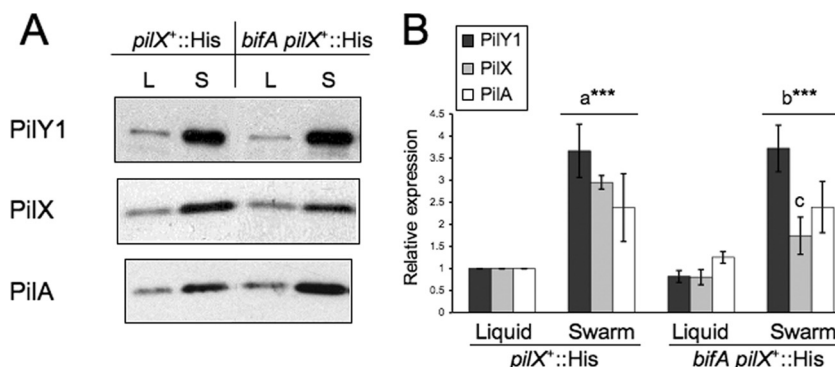 A
pilX⁺::His
bifA pilX⁺::His
L
S
L
S
PilY1
PilX
PilA
B
PilY1
PilX
PilA
a***
b***
c
Relative expression
4.5
4
3.5
3
2.5
2
1.5
1
0.5
0
Liquid
Swarm
Liquid
Swarm
pilX⁺::His
bifA pilX⁺::His